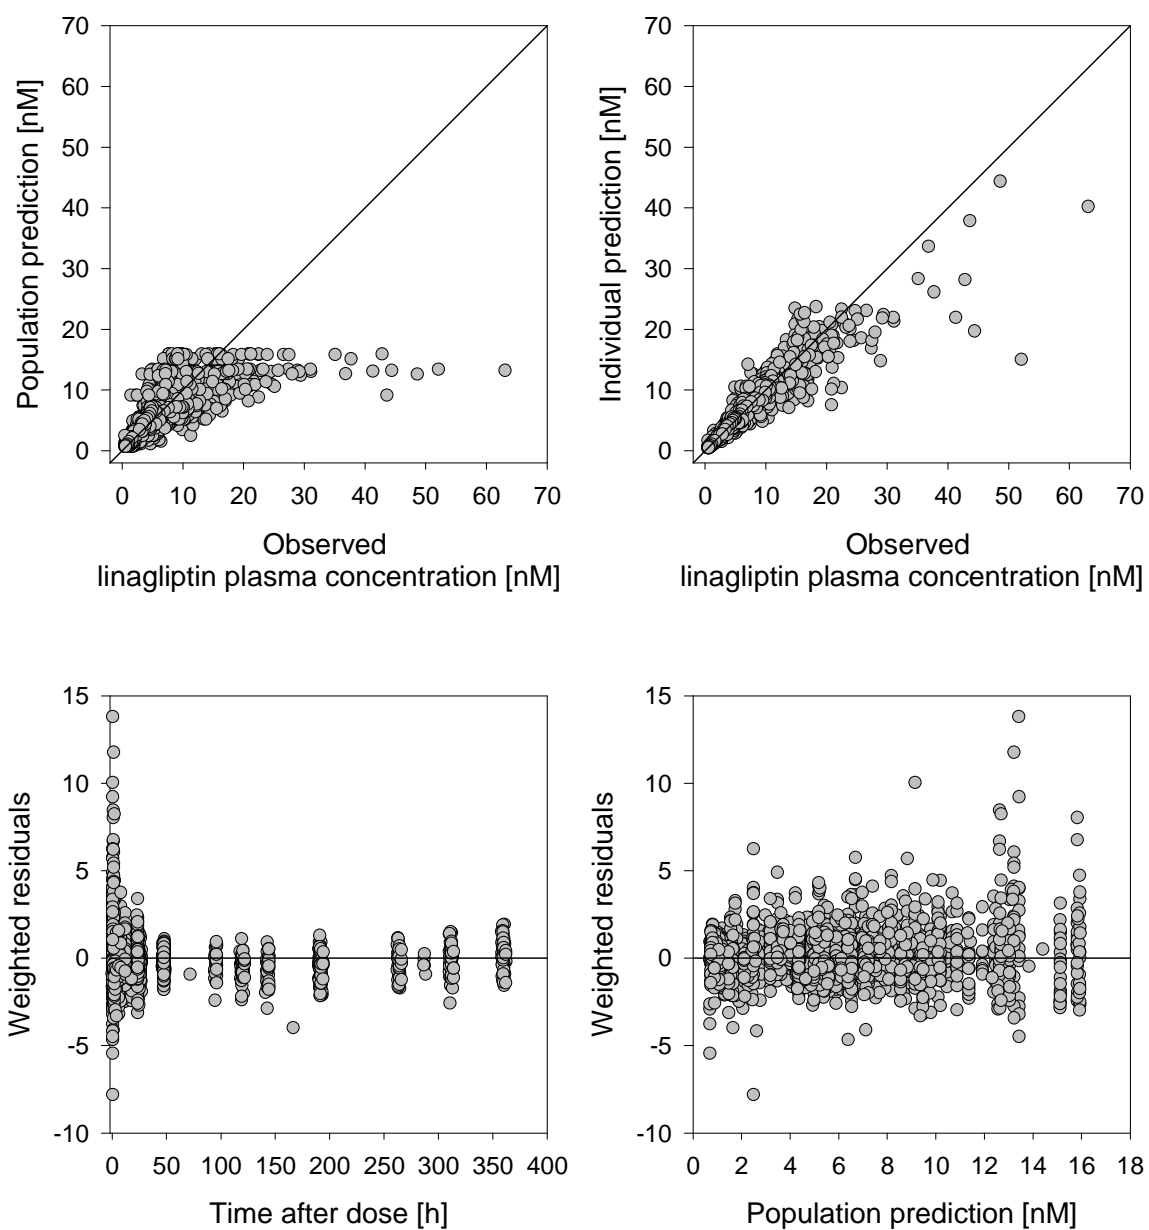 70
60
50
40
30
20
10
0
Population prediction [nM]
0 10 20 30 40 50 60 70
Observed
linagliptin plasma concentration [nM]
70
60
50
40
30
20
10
0
Individual prediction [nM]
0 10 20 30 40 50 60 70
Observed
linagliptin plasma concentration [nM]
15
10
5
0
-5
-10
Weighted residuals
0 50 100 150 200 250 300 350 400
Time after dose [h]
15
10
5
0
-5
-10
Weighted residuals
0 2 4 6 8 10 12 14 16 18
Population prediction [nM]